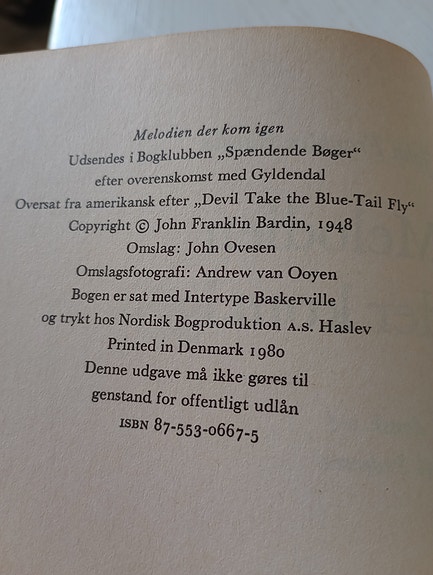 Melodien der kom igen
Udsendes i Bogklubben „Spændende Bøger“
efter overenskomst med Gyldendal
Oversat fra amerikansk efter „Devil Take the Blue-Tail Fly“
Copyright © John Franklin Bardin, 1948
Omslag: John Ovesen
Omslagsfotografi: Andrew van Ooyen
Bogen er sat med Intertype Baskerville
og trykt hos Nordisk Bogproduktion A.S. Haslev
Printed in Denmark 1980
Denne udgave må ikke gøres til
genstand for offentligt udlån
ISBN 87-553-0667-5